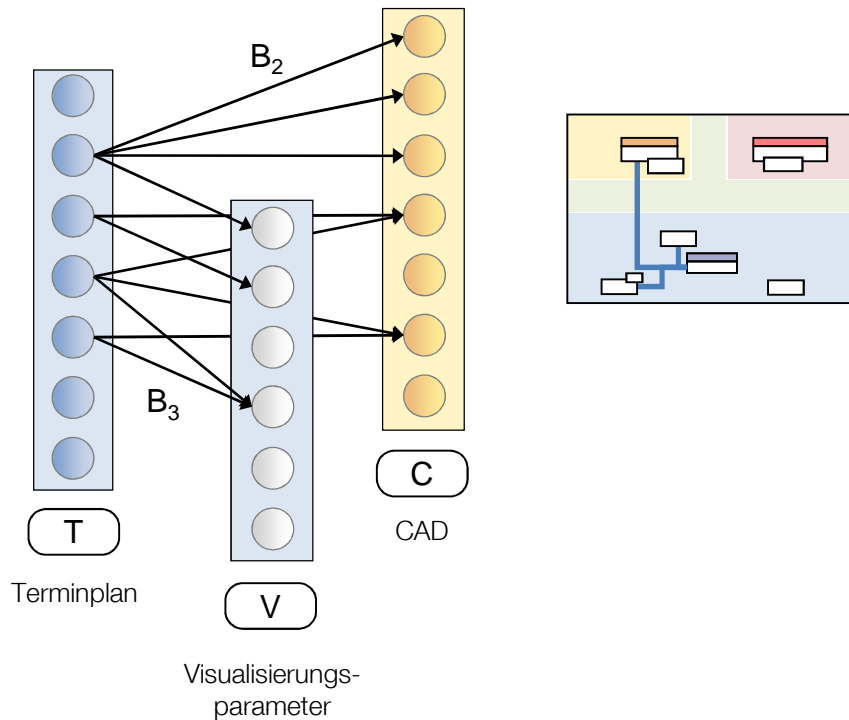 B2
B3
T
Terminplan
V
Visualisierungs-
parameter
C
CAD